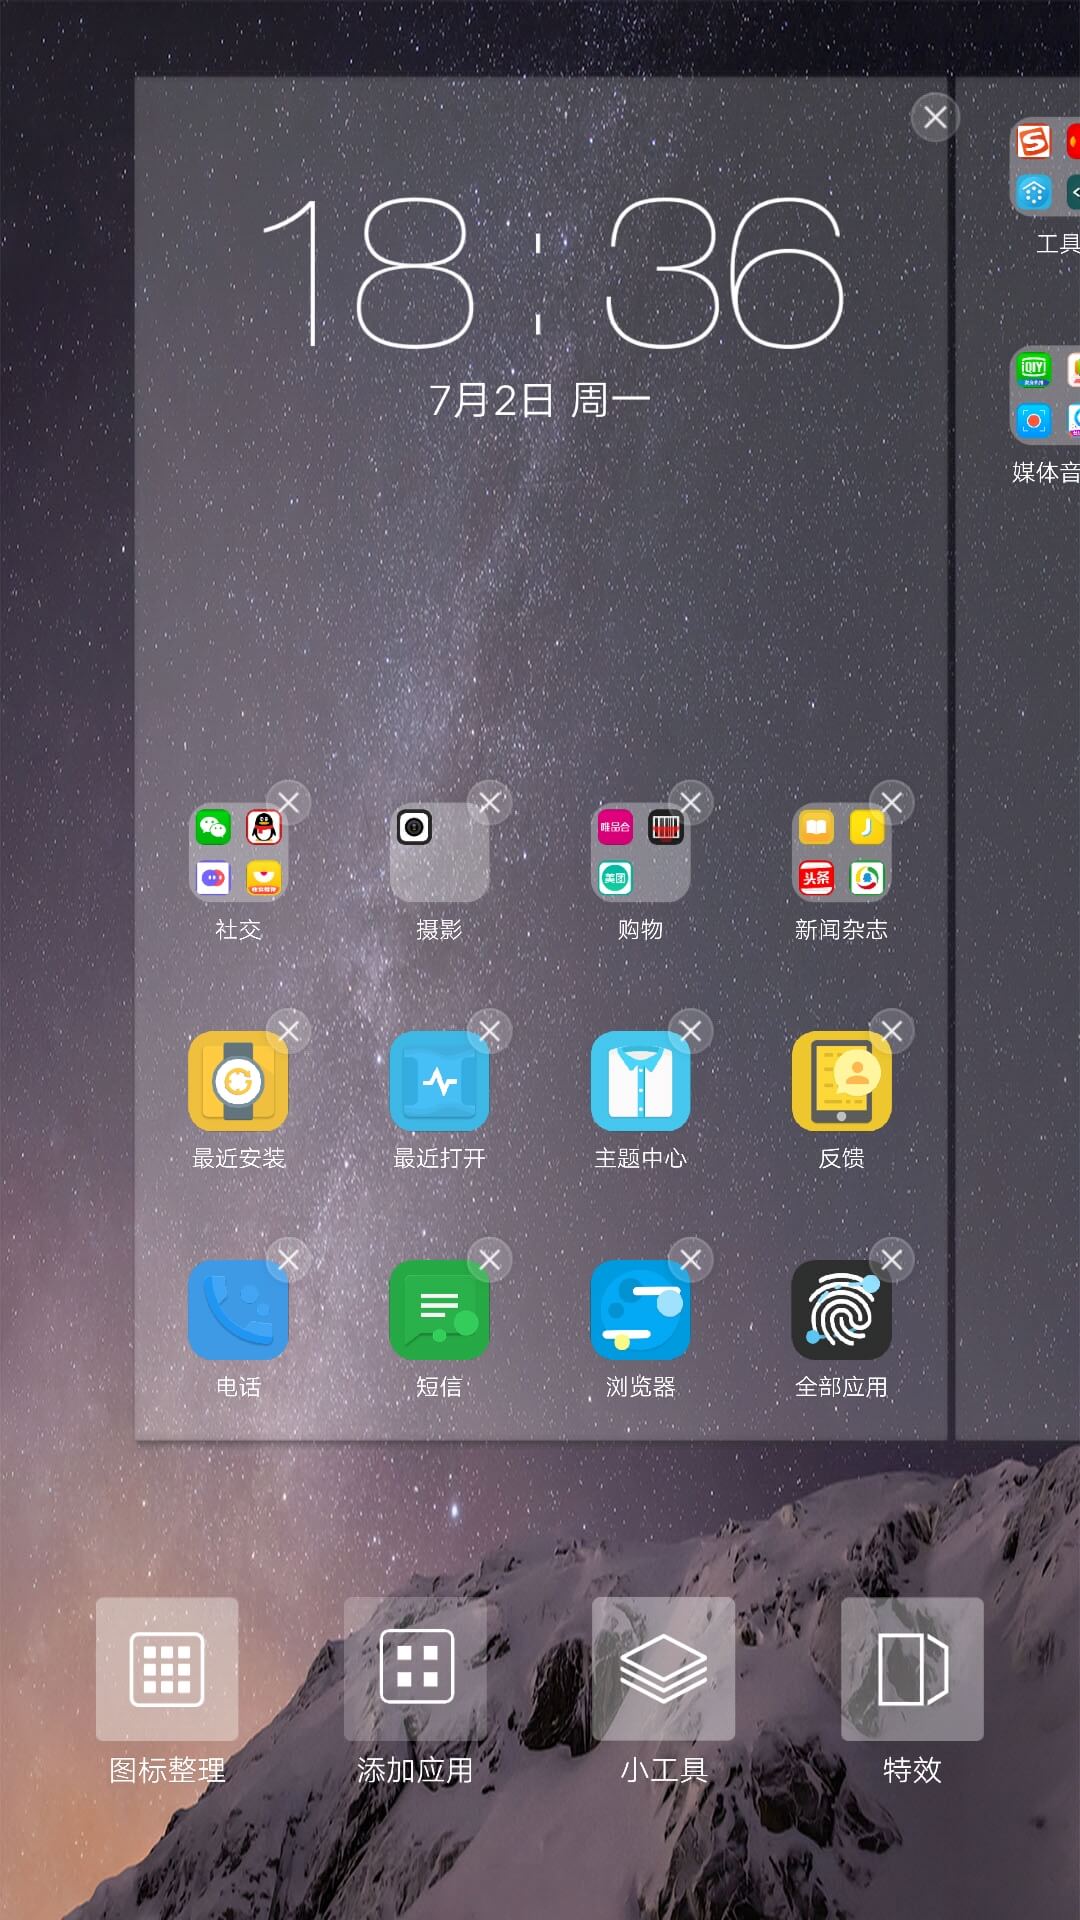 18:36
7月2日 周一
工具
iQIY
媒体音
唯品会
美团
头条
社交
摄影
购物
新闻杂志
最近安装
最近打开
主题中心
反馈
电话
短信
浏览器
全部应用
图标整理
添加应用
小工具
特效